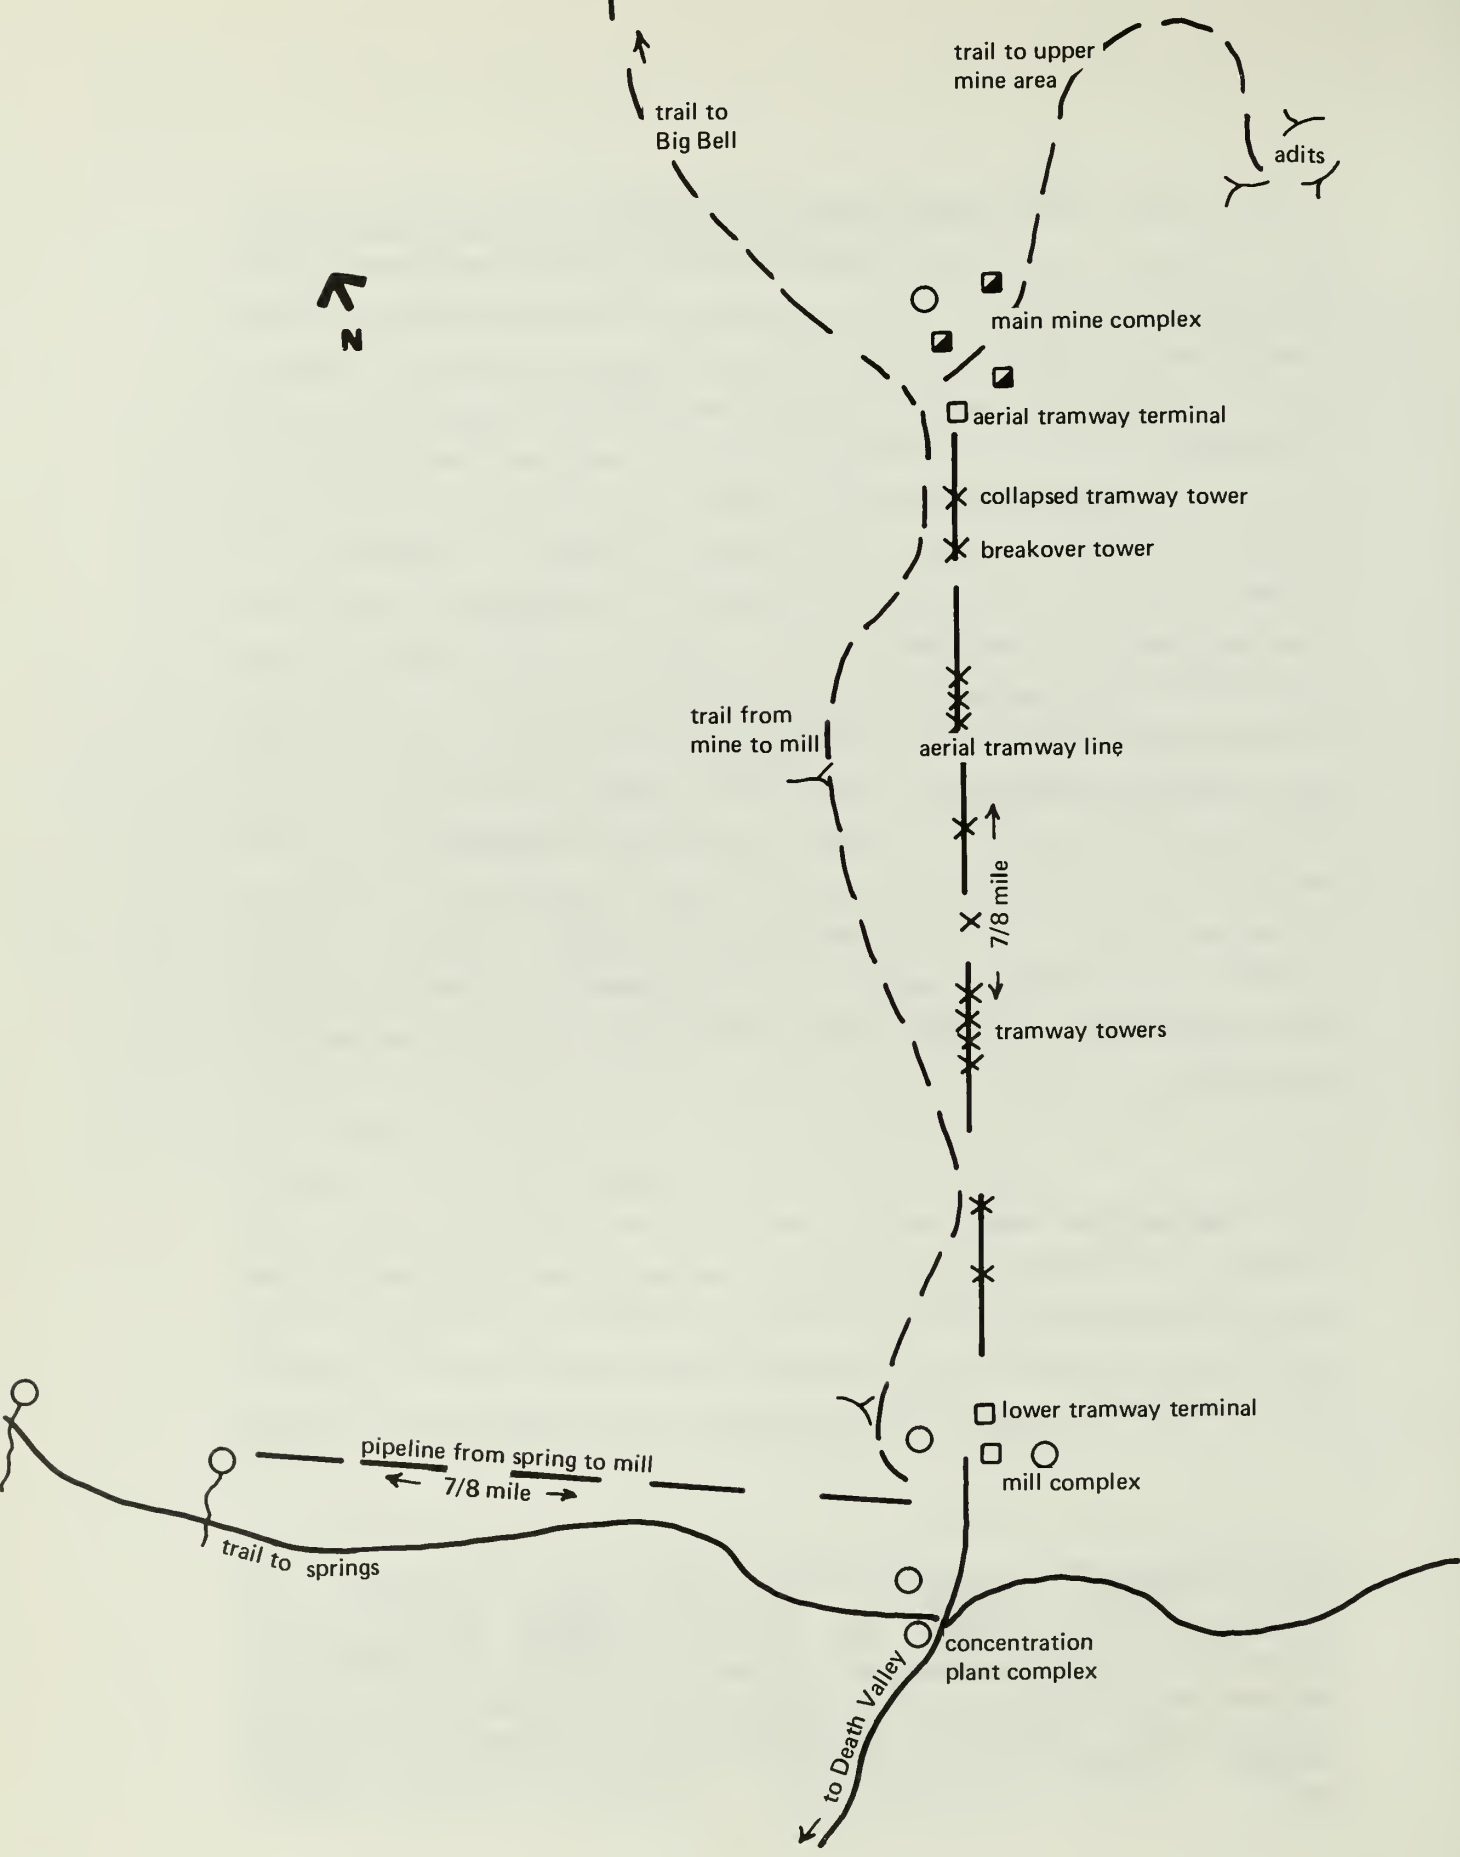 trail to upper
mine area
trail to
Big Bell
adits
N
main mine complex
aerial tramway terminal
collapsed tramway tower
breakover tower
trail from
mine to mill
aerial tramway line
7/8 mile
tramway towers
lower tramway terminal
pipeline from spring to mill
7/8 mile
mill complex
trail to springs
concentration
plant complex
to Death Valley